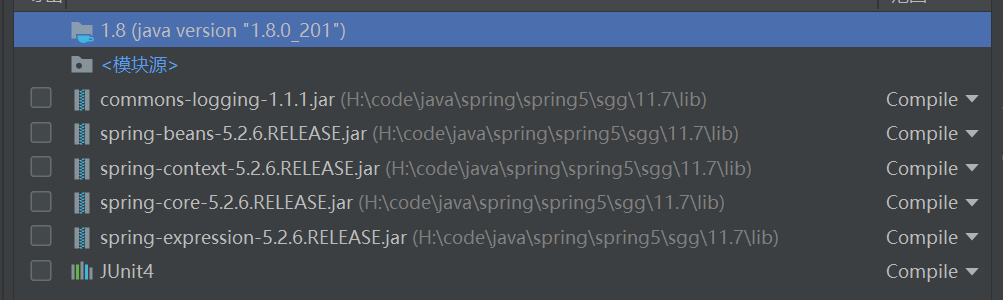 1.8 (java version "1.8.0_201")
<模块源>
commons-logging-1.1.1.jar (H:\code\java\spring\spring5\sgg\11.7\lib) Compile
spring-beans-5.2.6.RELEASE.jar (H:\code\java\spring\spring5\sgg\11.7\lib) Compile
spring-context-5.2.6.RELEASE.jar (H:\code\java\spring\spring5\sgg\11.7\lib) Compile
spring-core-5.2.6.RELEASE.jar (H:\code\java\spring\spring5\sgg\11.7\lib) Compile
spring-expression-5.2.6.RELEASE.jar (H:\code\java\spring\spring5\sgg\11.7\lib) Compile
JUnit4 Compile